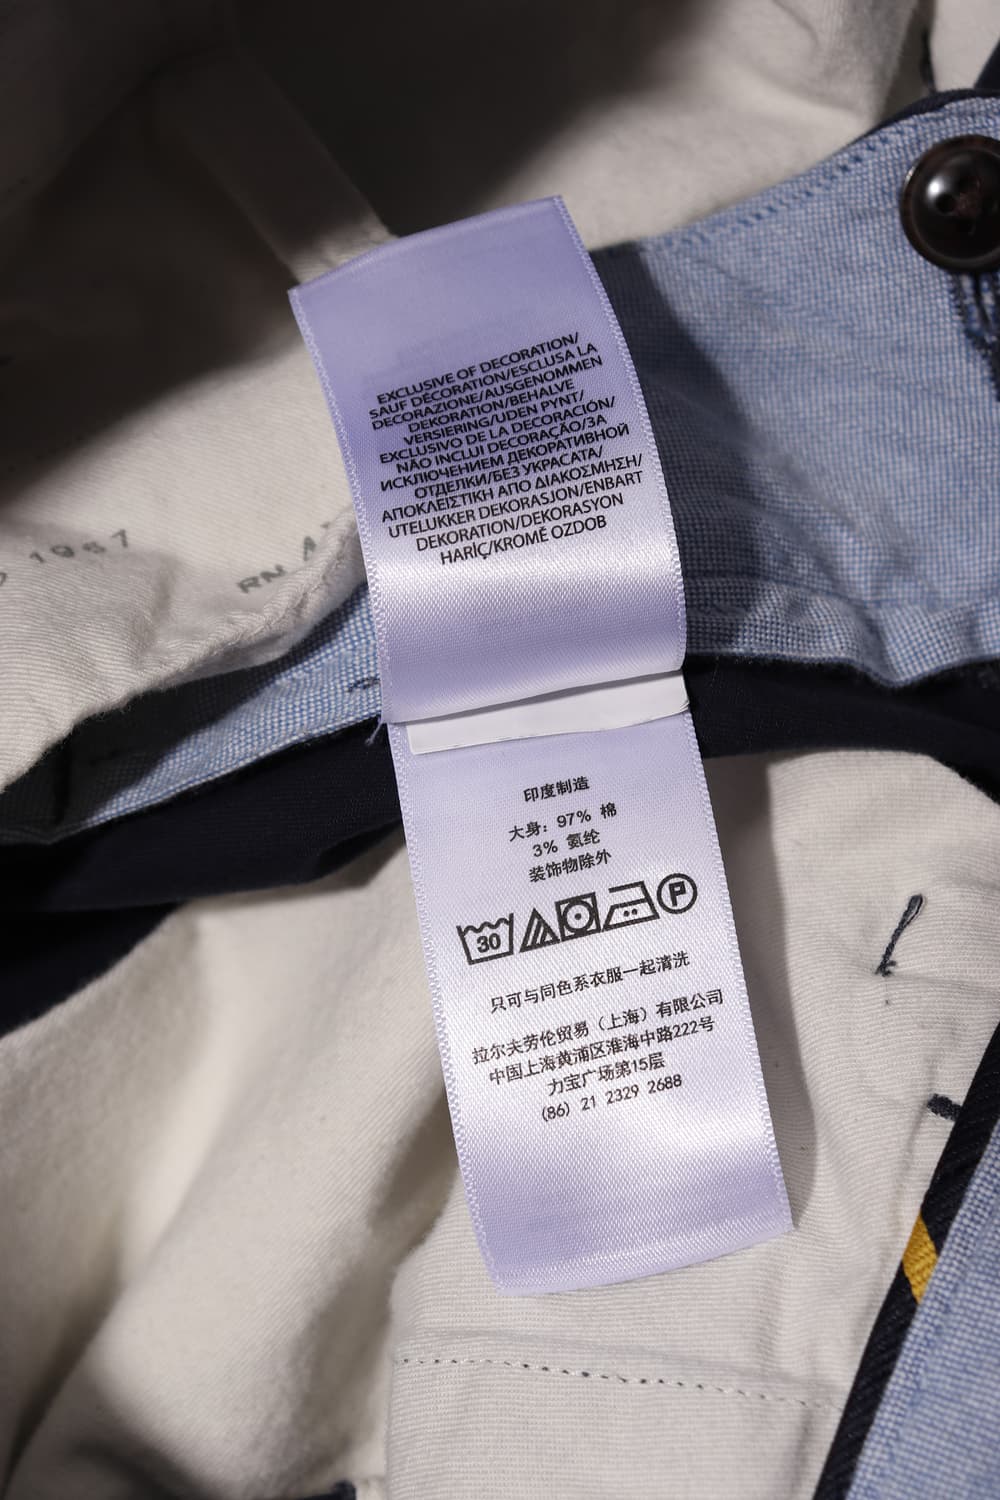 EXCLUSIVE OF DECORATION/
SAUF DÉCORATION/ESCLUSA LA
DECORAZIONE/AUSGENOMMEN
DEKORATION/BEHALVE
VERSIERING/UDEN PYNT/
EXCLUSIVO DE LA DECORACIÓN/
NÃO INCLUI DECORAÇÃO/ЗА
ИСКЛЮЧЕНИЕМ ДЕКОРАТИВНОЙ
ОТДЕЛКИ/БЕЗ УКРАСАТА/
ΑΠΟΚΛΕΙΣΤΙΚΗ ΑΠΟ ΔΙΑΚΟΣΜΗΣΗ/
UTELUKKER DEKORASJON/ENBART
DEKORATION/DEKORASYON
HARİÇ/KROMĚ OZDOB
1967
RN
印度制造
大身: 97% 棉
3% 氨纶
装饰物除外
30 P
只可与同色系衣服一起清洗
拉尔夫劳伦贸易（上海）有限公司
中国上海黄浦区淮海中路222号
力宝广场第15层
(86) 21 2329 2688